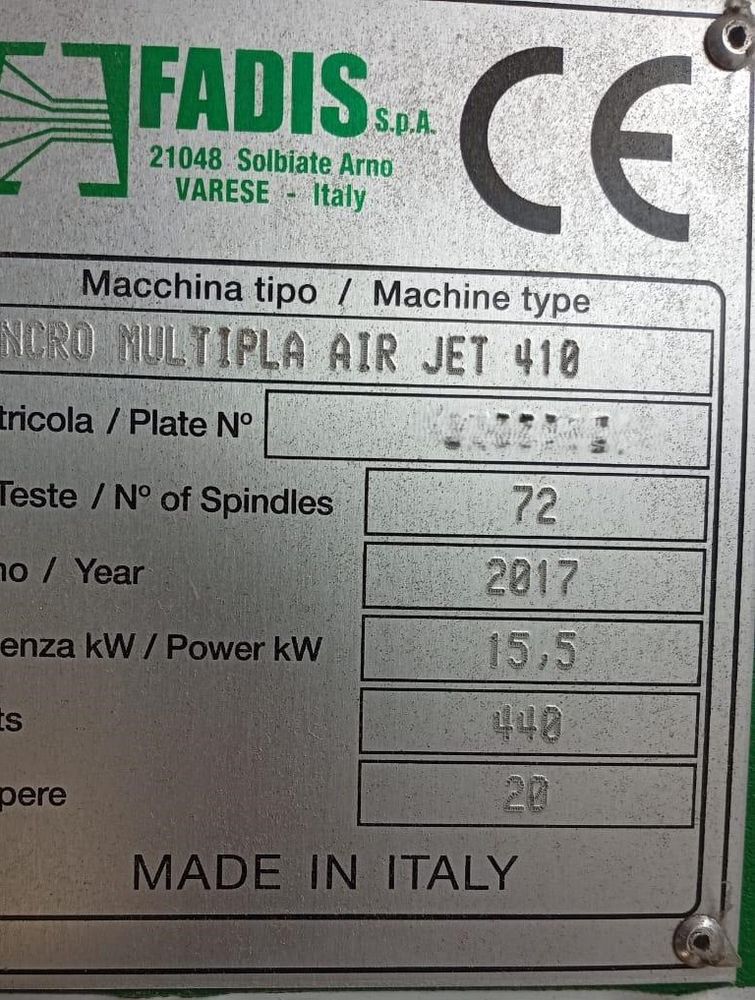 FADIS S.p.A.
21048 Solbiate Arno
VARESE - Italy
CE
Macchina tipo / Machine type
NCRO MULTIPLA AIR JET 410
tricola / Plate Nº
Teste / Nº of Spindles 72
no / Year 2017
enza kW / Power kW 15,5
ts 440
pere 20
MADE IN ITALY